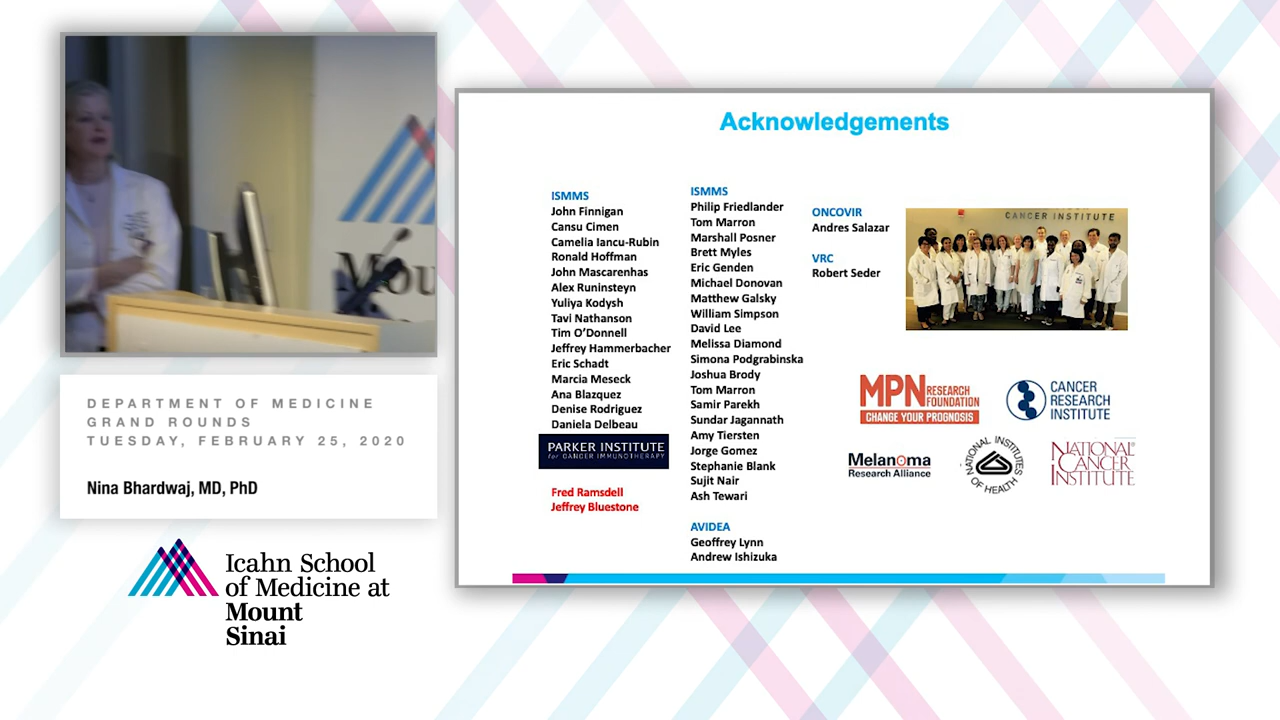 Mou
DEPARTMENT OF MEDICINE
GRAND ROUNDS
TUESDAY, FEBRUARY 25, 2020
Nina Bhardwaj, MD, PhD
Icahn School
of Medicine at
Mount
Sinai
Acknowledgements
ISMMS
John Finnigan
Cansu Cimen
Camelia Iancu-Rubin
Ronald Hoffman
John Mascarenhas
Alex Runinsteyn
Yuliya Kodysh
Tavi Nathanson
Tim O'Donnell
Jeffrey Hammerbacher
Eric Schadt
Marcia Meseck
Ana Blazquez
Denise Rodriguez
Daniela Delbeau
PARKER INSTITUTE
for CANCER IMMUNOTHERAPY
Fred Ramsdell
Jeffrey Bluestone
ISMMS
Philip Friedlander
Tom Marron
Marshall Posner
Brett Myles
Eric Genden
Michael Donovan
Matthew Galsky
William Simpson
David Lee
Melissa Diamond
Simona Podgrabinska
Joshua Brody
Tom Marron
Samir Parekh
Sundar Jagannath
Amy Tiersten
Jorge Gomez
Stephanie Blank
Sujit Nair
Ash Tewari
AVIDEA
Geoffrey Lynn
Andrew Ishizuka
ONCOVIR
Andres Salazar
VRC
Robert Seder
CANCER INSTITUTE
MPN RESEARCH
FOUNDATION
CHANGE YOUR PROGNOSIS
CANCER
RESEARCH
INSTITUTE
Melanoma
Research Alliance
NATIONAL INSTITUTES
OF HEALTH
NATIONAL
CANCER
INSTITUTE